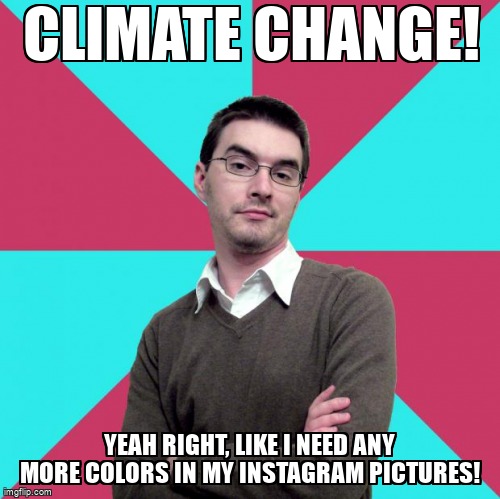 CLIMATE CHANGE!
YEAH RIGHT, LIKE I NEED ANY
MORE COLORS IN MY INSTAGRAM PICTURES!
imgflip.com